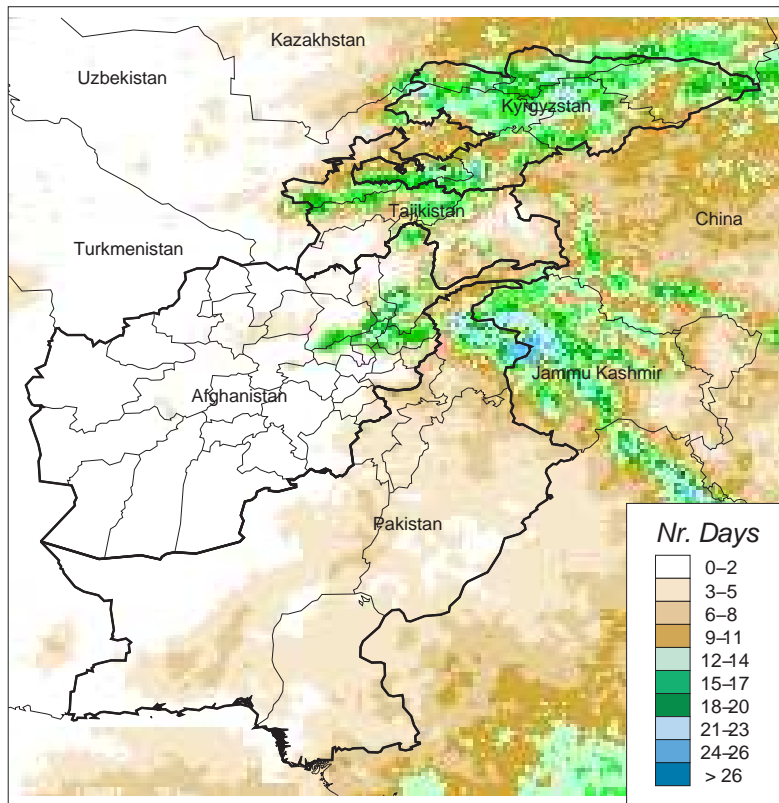 Kazakhstan
Uzbekistan
Kyrgyzstan
Tajikistan
China
Turkmenistan
Jammu Kashmir
Afghanistan
Pakistan
Nr. Days
0–2
3–5
6–8
9–11
12–14
15–17
18–20
21–23
24–26
> 26